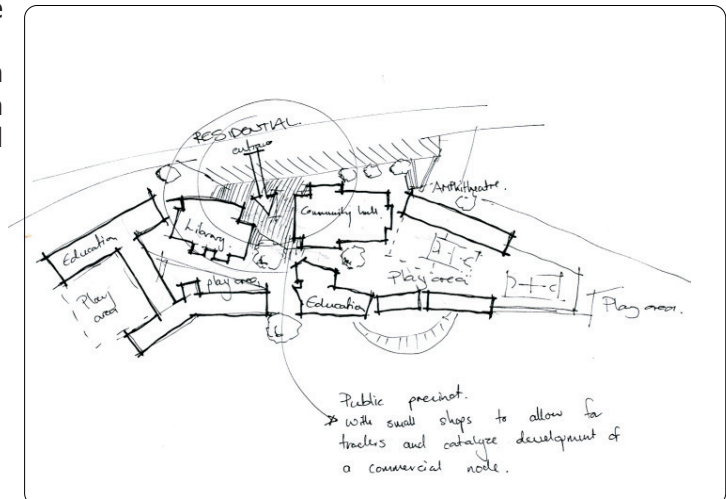 e
n
n
l
RESIDENTIAL.
entrance
AMPHITHEATRE.
Library
Community hall.
Education
Play
area
play area
Play area
Education
Play area.
Public precinct.
with small shops to allow for
traders and catalyze development of
a commercial node.